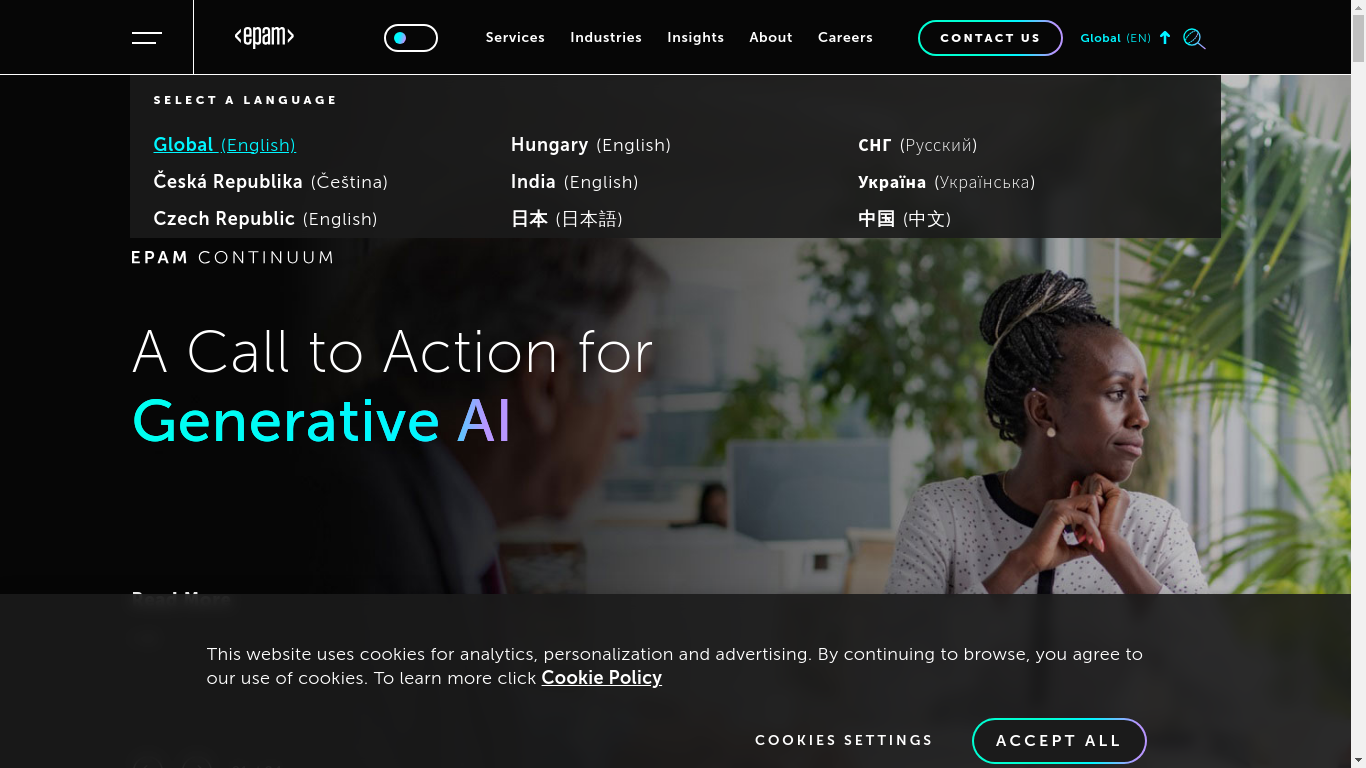 <epam>
Services Industries Insights About Careers
CONTACT US
Global (EN)
SELECT A LANGUAGE
Global (English)
Hungary (English)
СНГ (Русский)
Česká Republika (Čeština)
India (English)
Україна (Українська)
Czech Republic (English)
日本 (日本語)
中国 (中文)
EPAM CONTINUUM
A Call to Action for
Generative AI
Read More
This website uses cookies for analytics, personalization and advertising. By continuing to browse, you agree to
our use of cookies. To learn more click Cookie Policy
COOKIES SETTINGS
ACCEPT ALL